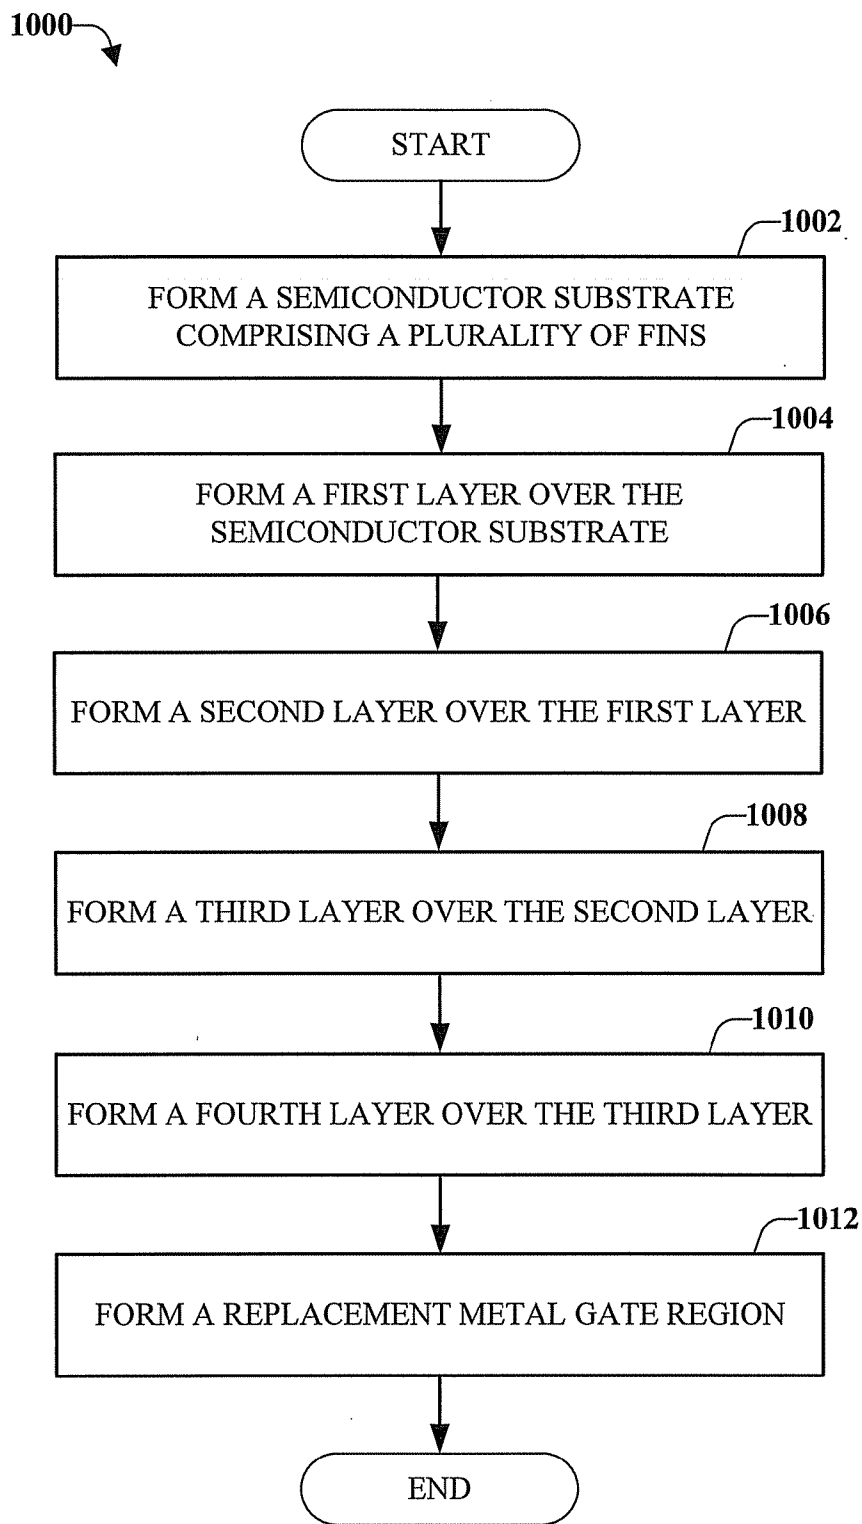 1000
START
1002
FORM A SEMICONDUCTOR SUBSTRATE
COMPRISING A PLURALITY OF FINS
1004
FORM A FIRST LAYER OVER THE
SEMICONDUCTOR SUBSTRATE
1006
FORM A SECOND LAYER OVER THE FIRST LAYER
1008
FORM A THIRD LAYER OVER THE SECOND LAYER
1010
FORM A FOURTH LAYER OVER THE THIRD LAYER
1012
FORM A REPLACEMENT METAL GATE REGION
END